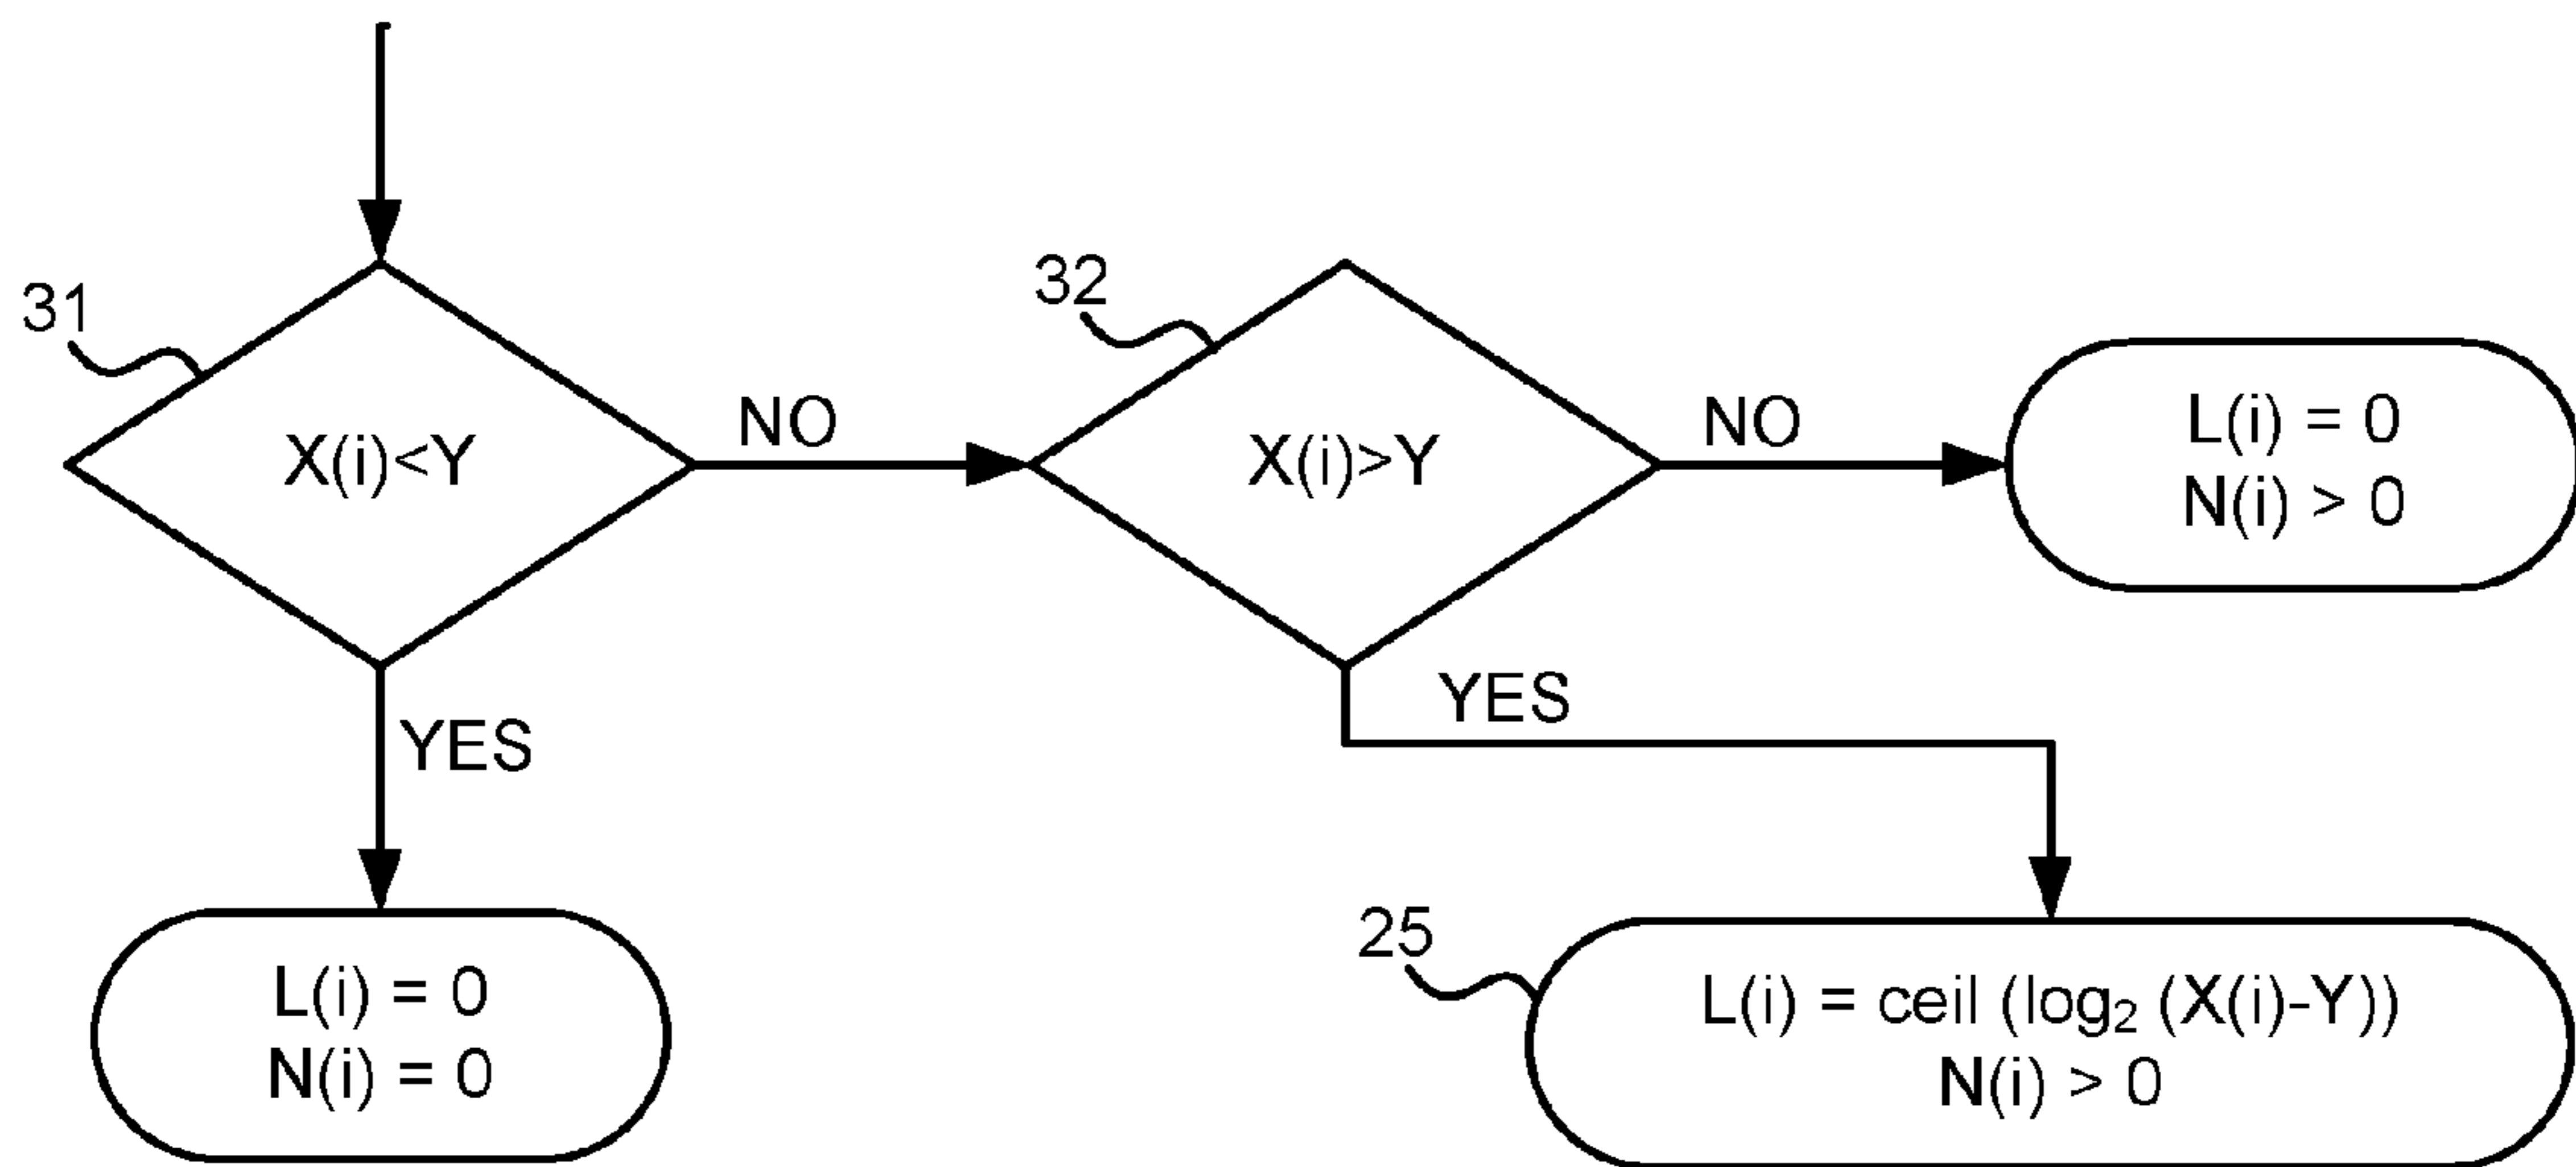 31
X(i)<Y
NO
YES
32
X(i)>Y
NO
YES
L(i) = 0
N(i) > 0
L(i) = 0
N(i) = 0
25
L(i) = ceil (log₂ (X(i)-Y))
N(i) > 0